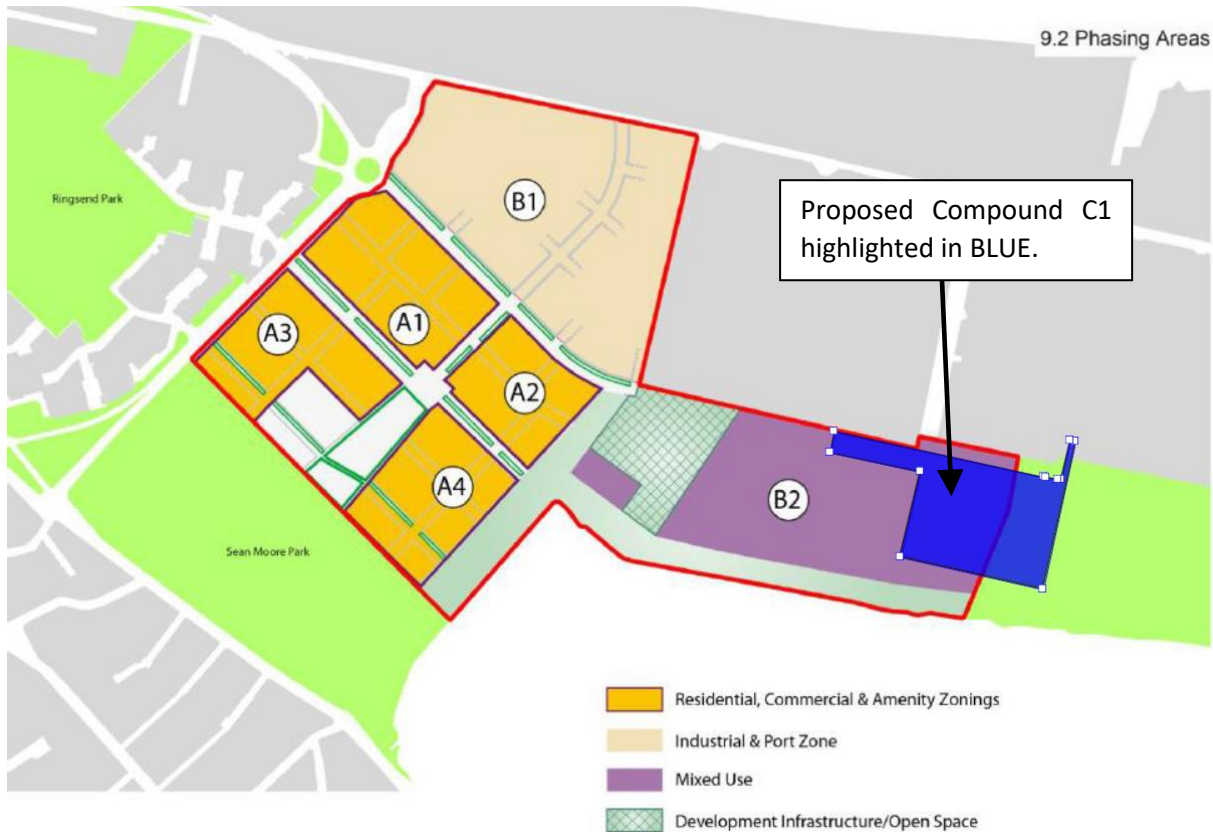 9.2 Phasing Areas
Ringsend Park
B1
Proposed Compound C1
highlighted in BLUE.
A3
A1
A2
A4
B2
Sean Moore Park
Residential, Commercial & Amenity Zonings
Industrial & Port Zone
Mixed Use
Development Infrastructure/Open Space